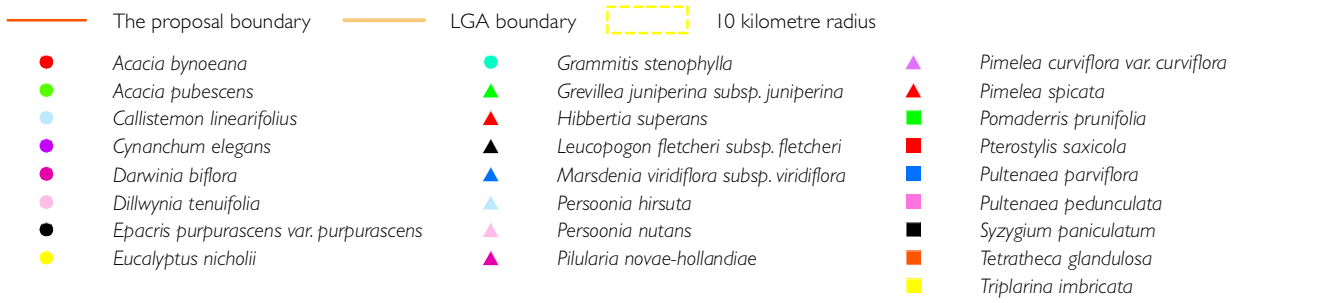 The proposal boundary LGA boundary 10 kilometre radius
Acacia bynoeana
Acacia pubescens
Callistemon linearifolius
Cynanchum elegans
Darwinia biflora
Dillwynia tenuifolia
Epacris purpurascens var. purpurascens
Eucalyptus nicholii
Grammitis stenophylla
Grevillea juniperina subsp. juniperina
Hibbertia superans
Leucopogon fletcheri subsp. fletcheri
Marsdenia viridiflora subsp. viridiflora
Persoonia hirsuta
Persoonia nutans
Pilularia novae-hollandiae
Pimelea curviflora var. curviflora
Pimelea spicata
Pomaderris prunifolia
Pterostylis saxicola
Pultenaea parviflora
Pultenaea pedunculata
Syzygium paniculatum
Tetratheca glandulosa
Triplarina imbricata